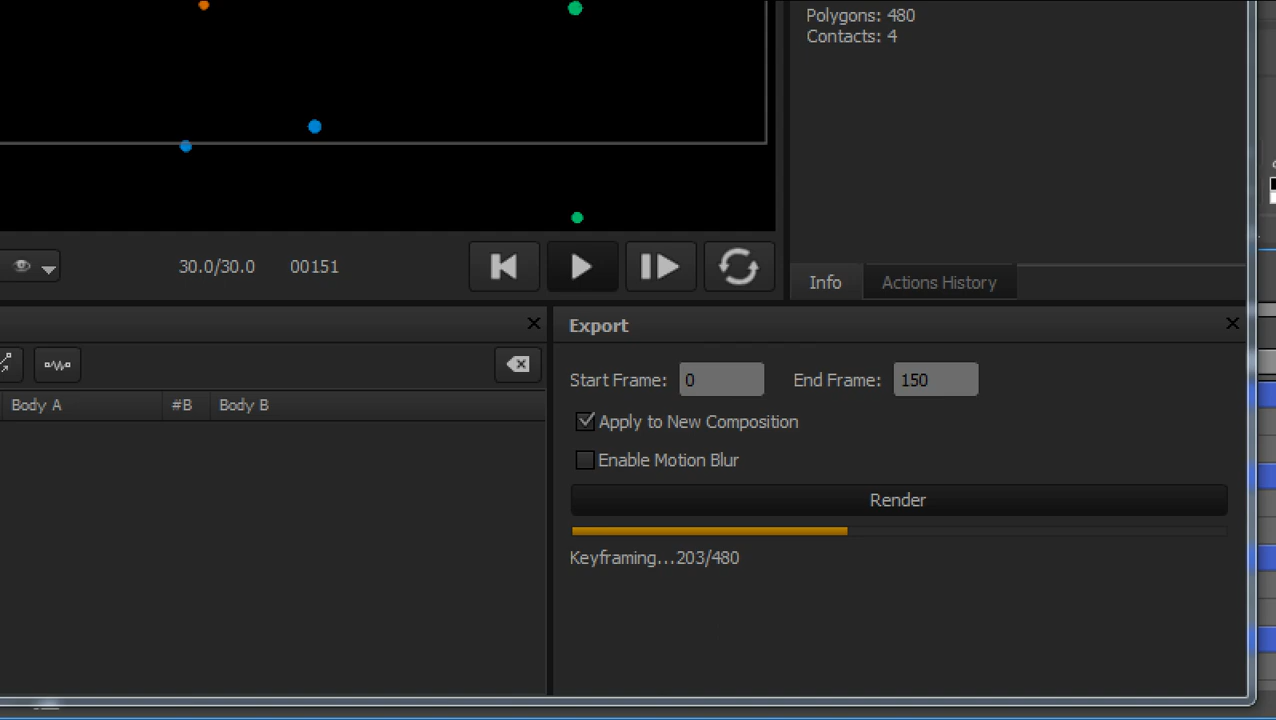 Polygons: 480
Contacts: 4
30.0/30.0 00151
Info Actions History
Export
Start Frame: 0 End Frame: 150
Body A #B Body B
Apply to New Composition
Enable Motion Blur
Render
Keyframing...203/480